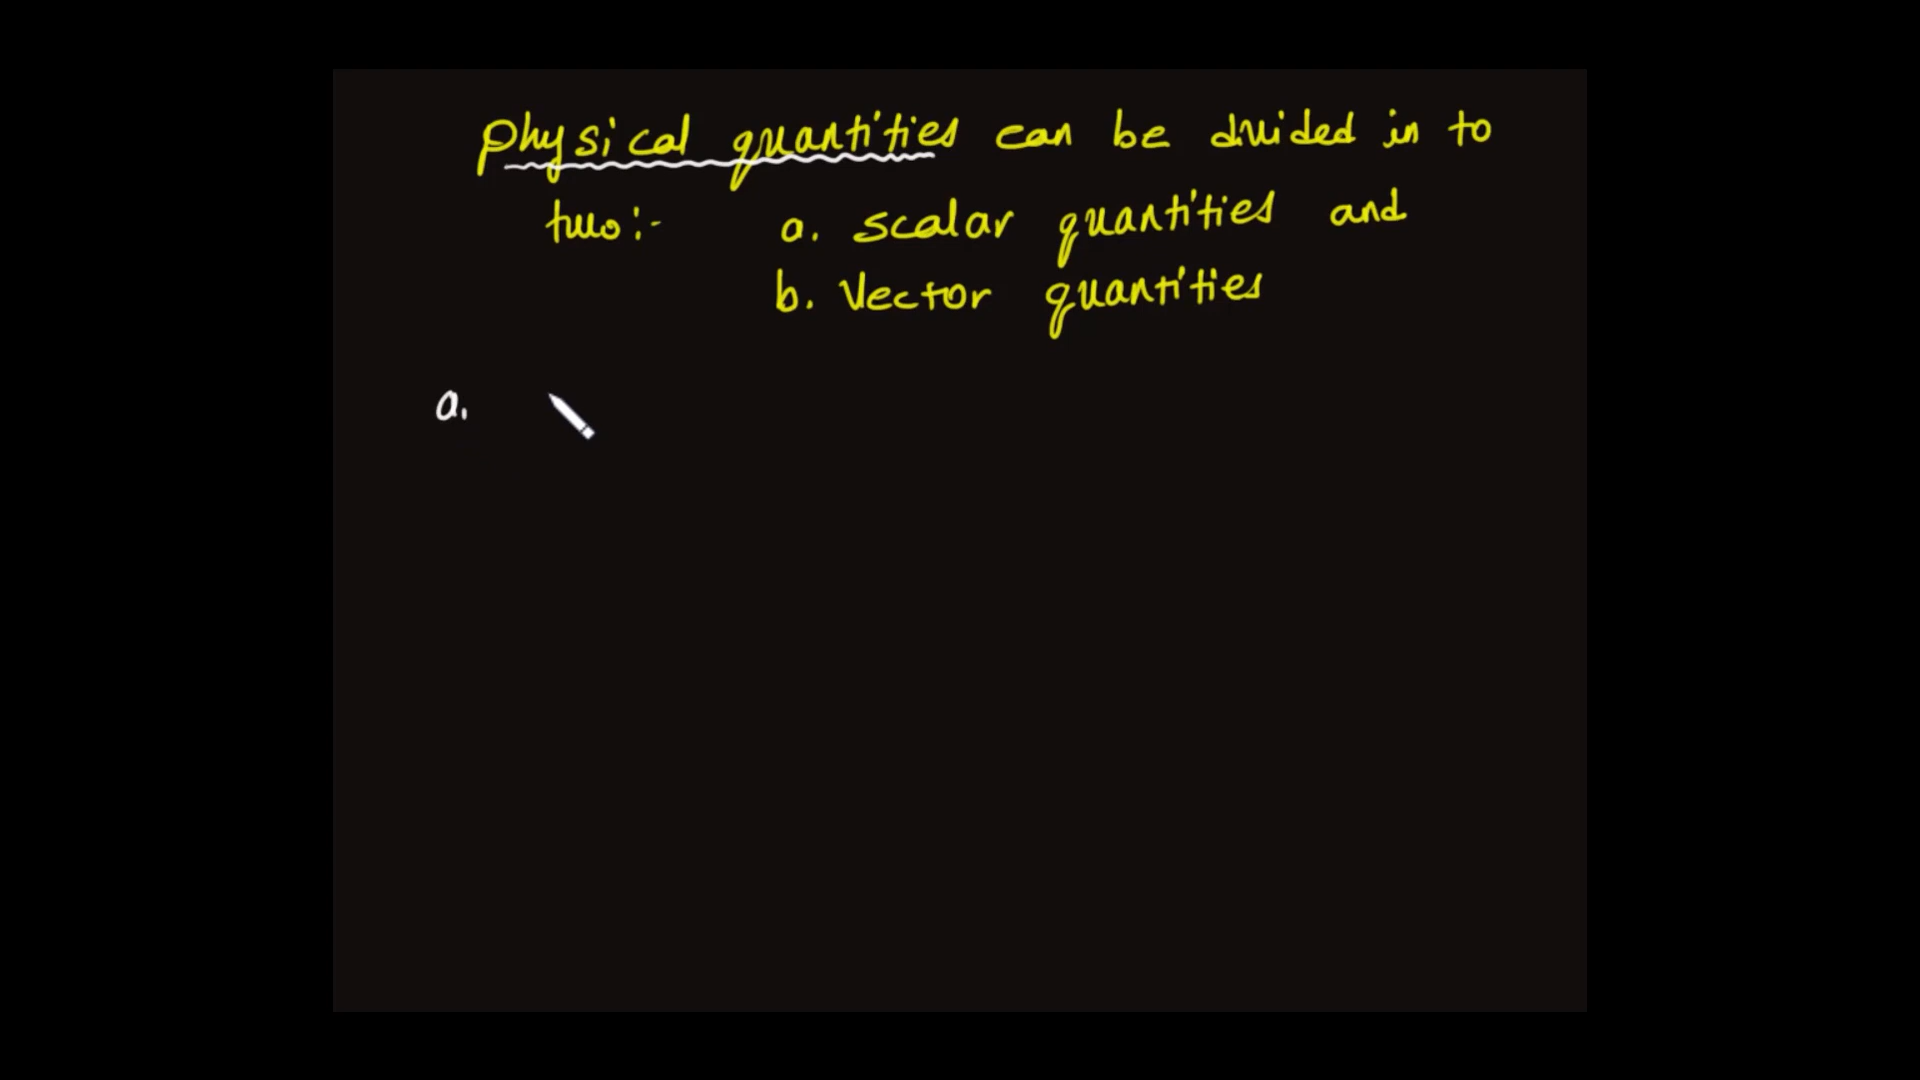 Physical quantities can be divided in to
two:-   a. scalar quantities and
b. Vector quantities
a.